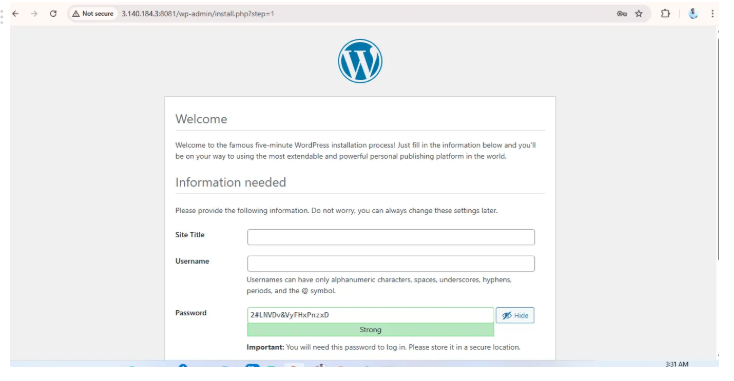 Not secure 3.140.184.3:8081/wp-admin/install.php?step=1
Welcome
Welcome to the famous five-minute WordPress installation process! Just fill in the information below and you'll
be on your way to using the most extendable and powerful personal publishing platform in the world.
Information needed
Please provide the following information. Do not worry, you can always change these settings later.
Site Title
Username
Usernames can have only alphanumeric characters, spaces, underscores, hyphens,
periods, and the @ symbol.
Password 2#LNVDv&VyFHxPnzxD Hide
Strong
Important: You will need this password to log in. Please store it in a secure location.
3:31 AM